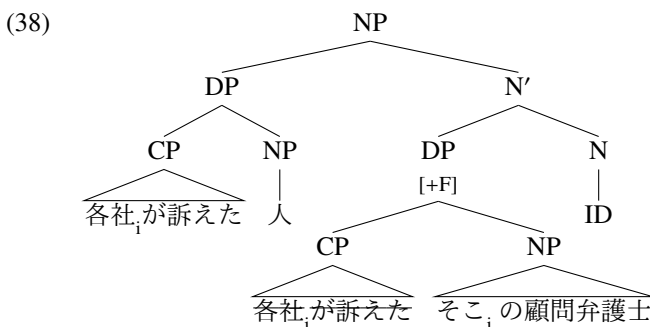 (38)
NP
DP N′
CP NP DP N
[+F]
各社iが訴えた 人 ID
CP NP
各社iが訴えた そこiの顧問弁護士